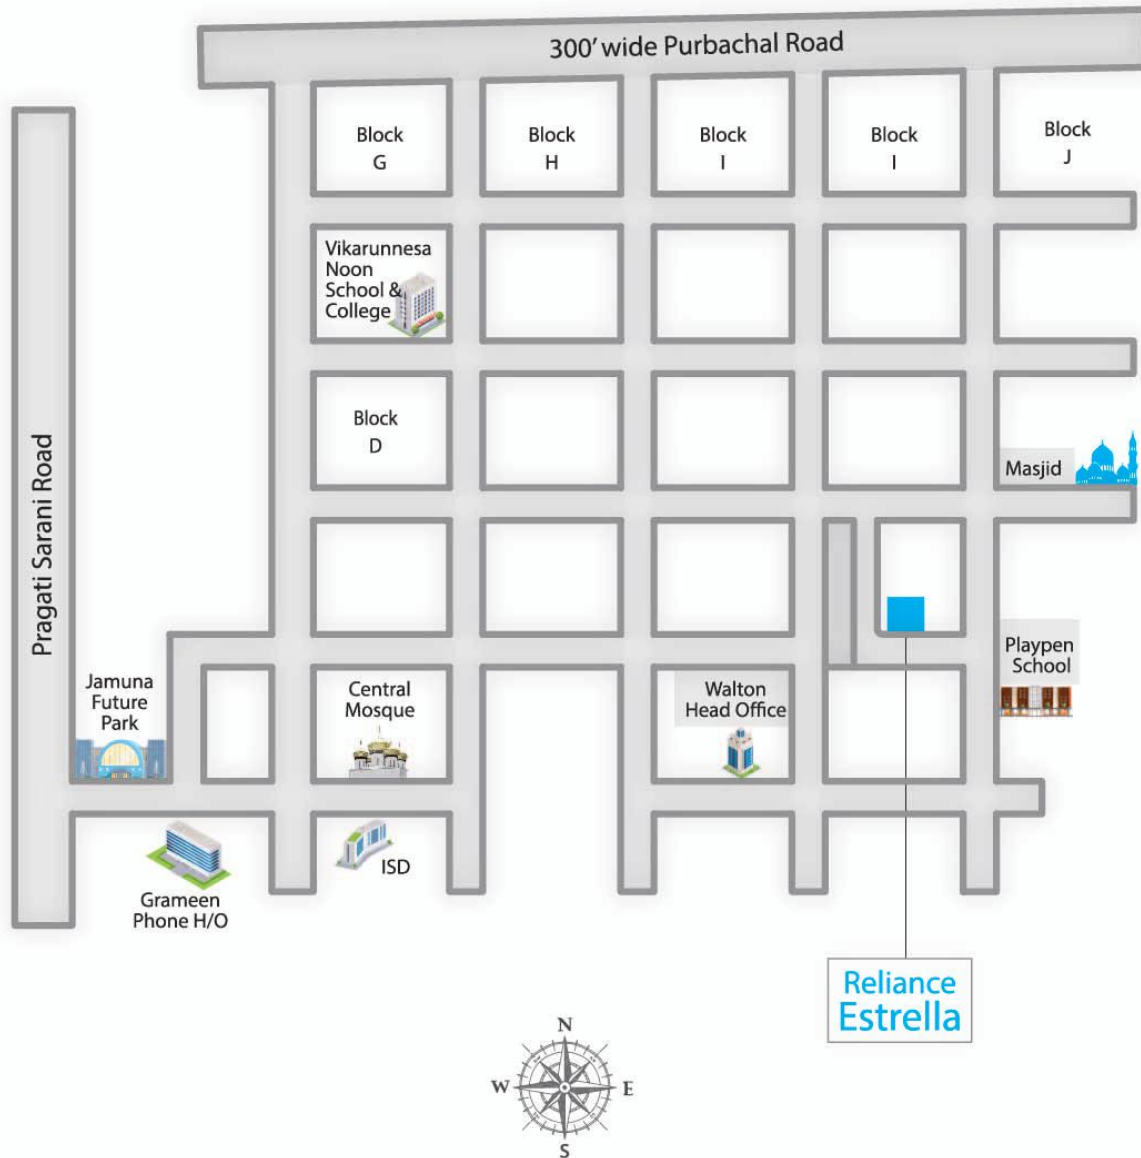 300’ wide Purbachal Road
Block
G
Block
H
Block
I
Block
I
Block
J
Vikarunnesa
Noon
School &
College
Block
D
Masjid
Pragati Sarani Road
Playpen
School
Jamuna
Future
Park
Central
Mosque
Walton
Head Office
ISD
Grameen
Phone H/O
Reliance
Estrella
N
W
E
S